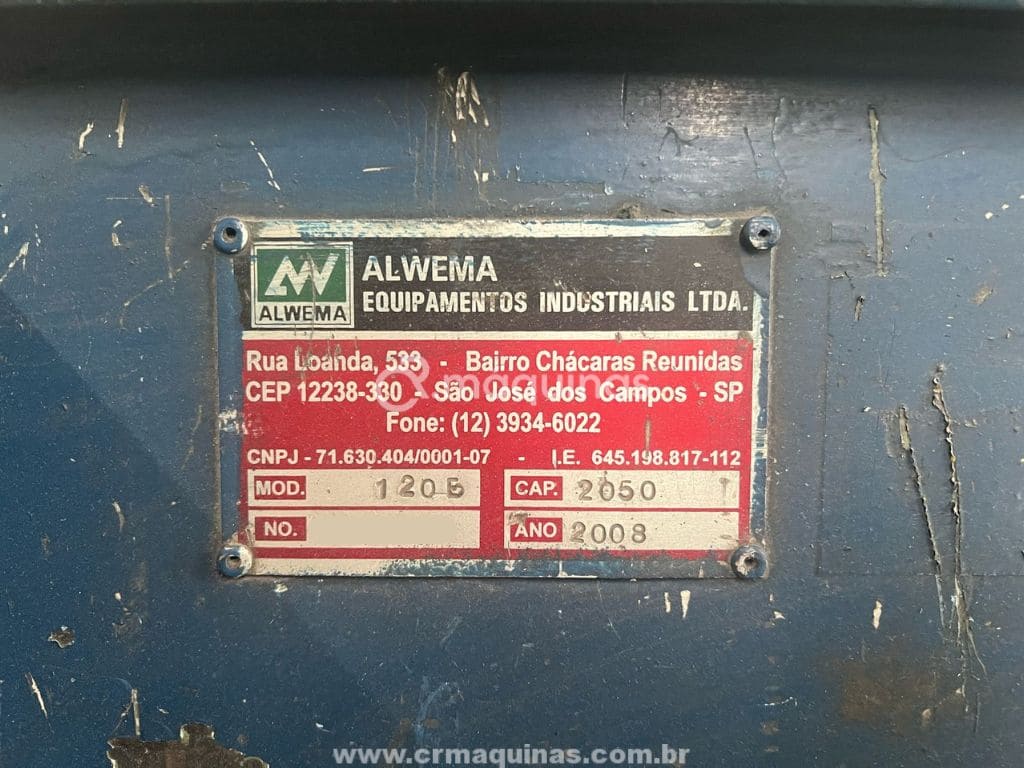 ALWEMA
ALWEMA
EQUIPAMENTOS INDUSTRIAIS LTDA.
Rua Loanda, 533 - Bairro Chácaras Reunidas
CEP 12238-330 - São José dos Campos - SP
Fone: (12) 3934-6022
CNPJ - 71.630.404/0001-07 - I.E. 645.198.817-112
MOD. 120E CAP. 2050
NO. ANO 2008
máquinas
www.crmaquinas.com.br